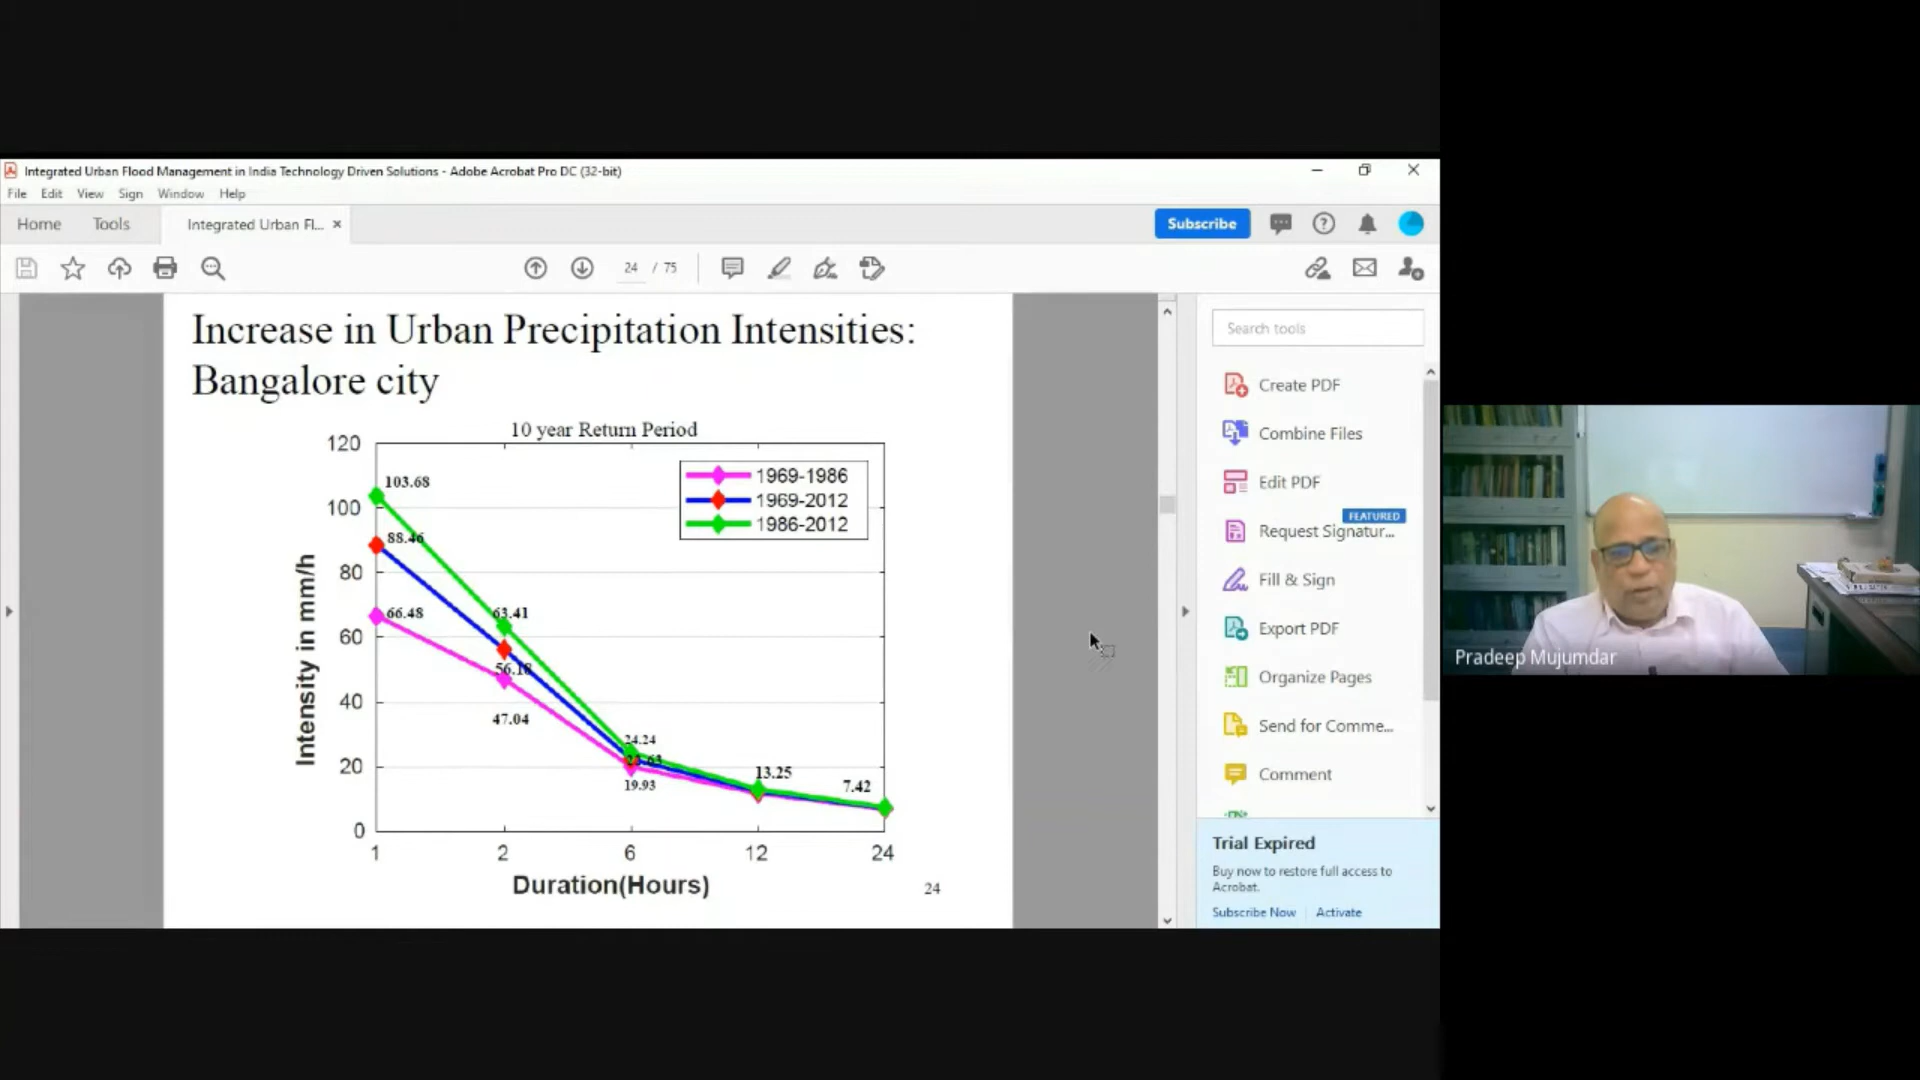 Integrated Urban Flood Management in India Technology Driven Solutions - Adobe Acrobat Pro DC (32-bit)
File Edit View Sign Window Help
Home Tools Integrated Urban Fl... ×
Subscribe
24 / 75
Increase in Urban Precipitation Intensities:
Bangalore city
10 year Return Period
120
100
80
60
40
20
0
Intensity in mm/h
1969-1986
1969-2012
1986-2012
103.68
88.46
66.48
63.41
56.18
47.04
24.24
19.93
13.25
7.42
1 2 6 12 24
Duration(Hours)
24
Search tools
Create PDF
Combine Files
Edit PDF
FEATURED
Request Signatur...
Fill & Sign
Export PDF
Organize Pages
Send for Comme...
Comment
Trial Expired
Buy now to restore full access to
Acrobat.
Subscribe Now | Activate
Pradeep Mujumdar